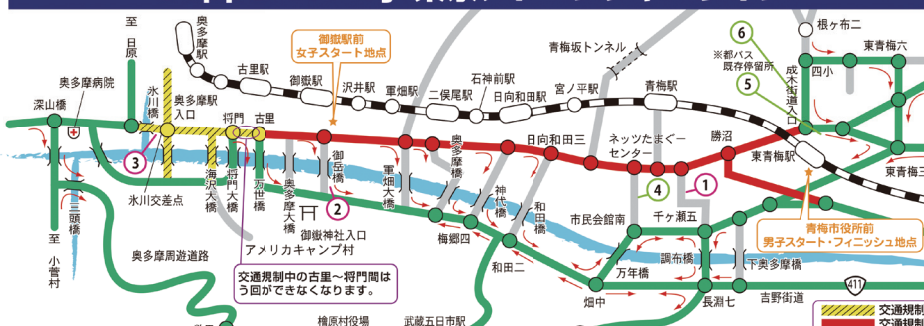 至 日原
奥多摩駅
古里駅
御嶽駅前
女子スタート地点
御嶽駅
沢井駅
軍畑駅
二俣尾駅
石神前駅
日向和田駅
宮ノ平駅
青梅坂トンネル
青梅駅
⑥
※都バス
既存停留所
⑤
根ヶ布二
東青梅六
四小
成木街道入口
奥多摩病院
深山橋
氷川橋
奥多摩駅
入口
将門
古里
③
氷川交差点
海沢大橋
将門大橋
万世橋
奥多摩大橋
御岳橋
②
御嶽神社入口
アメリカキャンプ村
軍畑大橋
奥多摩橋
神代橋
和田橋
日向和田三
ネッツたまぐー
センター
勝沼
東青梅駅
東青梅三
④
①
市民会館南
千ヶ瀬五
青梅市役所前
男子スタート・フィニッシュ地点
三頭橋
至 小菅村
奥多摩周遊道路
交通規制中の古里～将門間は
う回ができなくなります。
梅郷四
和田二
万年橋
調布橋
下奥多摩橋
畑中
長淵七
吉野街道
411
檜原村役場
武蔵五日市駅
交通規制
交通規制